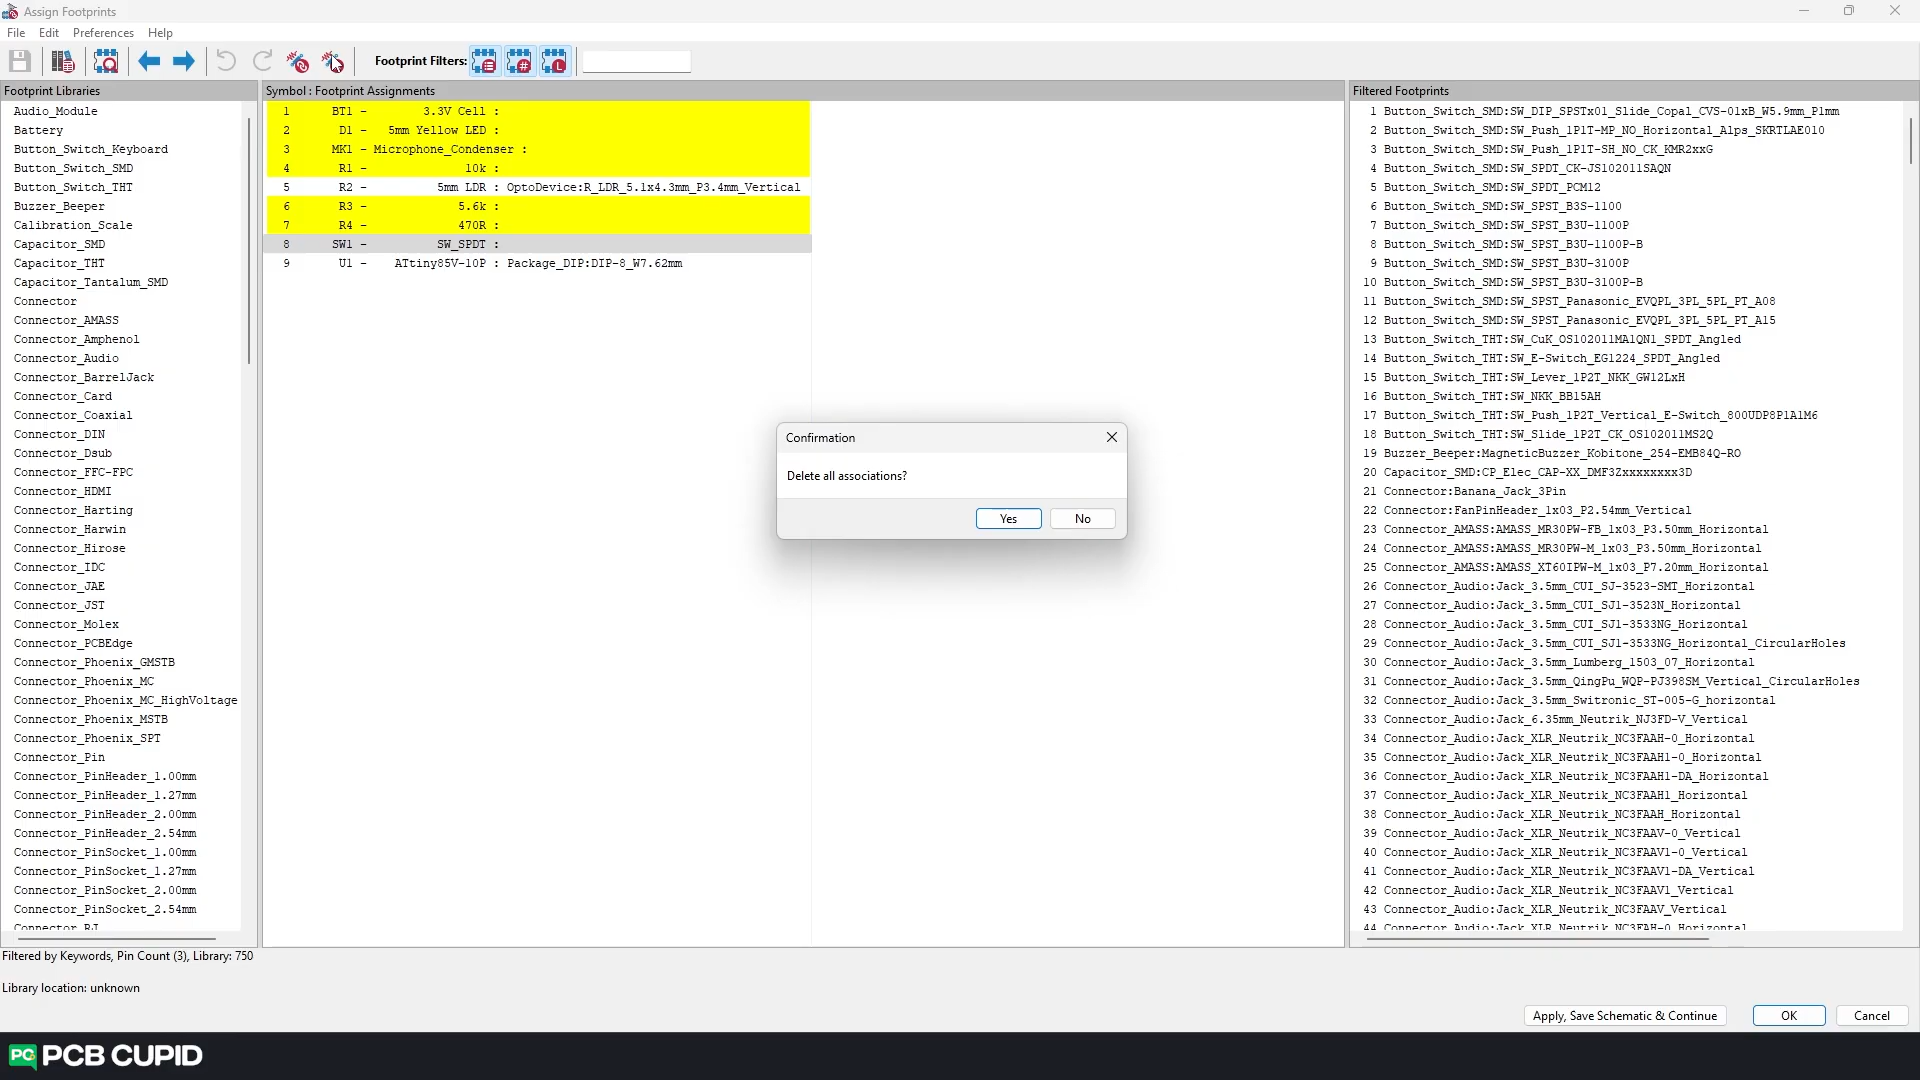 Assign Footprints
File Edit Preferences Help
Footprint Filters:
Footprint Libraries
Audio_Module
Battery
Button_Switch_Keyboard
Button_Switch_SMD
Button_Switch_THT
Buzzer_Beeper
Calibration_Scale
Capacitor_SMD
Capacitor_THT
Capacitor_Tantalum_SMD
Connector
Connector_AMASS
Connector_Amphenol
Connector_Audio
Connector_BarrelJack
Connector_Card
Connector_Coaxial
Connector_DIN
Connector_Dsub
Connector_FFC-FPC
Connector_HDMI
Connector_Harting
Connector_Harwin
Connector_Hirose
Connector_IDC
Connector_JAE
Connector_JST
Connector_Molex
Connector_PCBEdge
Connector_Phoenix_GMSTB
Connector_Phoenix_MC
Connector_Phoenix_MC_HighVoltage
Connector_Phoenix_MSTB
Connector_Phoenix_SPT
Connector_Pin
Connector_PinHeader_1.00mm
Connector_PinHeader_1.27mm
Connector_PinHeader_2.00mm
Connector_PinHeader_2.54mm
Connector_PinSocket_1.00mm
Connector_PinSocket_1.27mm
Connector_PinSocket_2.00mm
Connector_PinSocket_2.54mm
Connector_RJ
Symbol : Footprint Assignments
1 BT1 - 3.3V Cell :
2 D1 - 5mm Yellow LED :
3 MK1 - Microphone_Condenser :
4 R1 - 10k :
5 R2 - 5mm LDR : OptoDevice:R_LDR_5.1x4.3mm_P3.4mm_Vertical
6 R3 - 5.6k :
7 R4 - 470R :
8 SW1 - SW_SPDT :
9 U1 - ATtiny85V-10P : Package_DIP:DIP-8_W7.62mm
Confirmation
Delete all associations?
Yes No
Filtered Footprints
1 Button_Switch_SMD:SW_DIP_SPSTx01_Slide_Copal_CVS-01xB_W5.9mm_P1mm
2 Button_Switch_SMD:SW_Push_1P1T-MP_NO_Horizontal_Alps_SKRTLAE010
3 Button_Switch_SMD:SW_Push_1P1T-SH_NO_CK_KMR2xxG
4 Button_Switch_SMD:SW_SPDT_CK-JS102011SAQN
5 Button_Switch_SMD:SW_SPDT_PCM12
6 Button_Switch_SMD:SW_SPST_B3S-1100
7 Button_Switch_SMD:SW_SPST_B3U-1100P
8 Button_Switch_SMD:SW_SPST_B3U-1100P-B
9 Button_Switch_SMD:SW_SPST_B3U-3100P
10 Button_Switch_SMD:SW_SPST_B3U-3100P-B
11 Button_Switch_SMD:SW_SPST_Panasonic_EVQPL_3PL_5PL_PT_A08
12 Button_Switch_SMD:SW_SPST_Panasonic_EVQPL_3PL_5PL_PT_A15
13 Button_Switch_THT:SW_CuK_OS102011MA1QN1_SPDT_Angled
14 Button_Switch_THT:SW_E-Switch_EG1224_SPDT_Angled
15 Button_Switch_THT:SW_Lever_1P2T_NKK_GW12LxH
16 Button_Switch_THT:SW_NKK_BB15AH
17 Button_Switch_THT:SW_Push_1P2T_Vertical_E-Switch_800UDP8P1A1M6
18 Button_Switch_THT:SW_Slide_1P2T_CK_OS102011MS2Q
19 Buzzer_Beeper:MagneticBuzzer_Kobitone_254-EMB84Q-RO
20 Capacitor_SMD:CP_Elec_CAP-XX_DMF3Zxxxxxxxx3D
21 Connector:Banana_Jack_3Pin
22 Connector:FanPinHeader_1x03_P2.54mm_Vertical
23 Connector_AMASS:AMASS_MR30PW-FB_1x03_P3.50mm_Horizontal
24 Connector_AMASS:AMASS_MR30PW-M_1x03_P3.50mm_Horizontal
25 Connector_AMASS:AMASS_XT60IPW-M_1x03_P7.20mm_Horizontal
26 Connector_Audio:Jack_3.5mm_CUI_SJ-3523-SMT_Horizontal
27 Connector_Audio:Jack_3.5mm_CUI_SJ1-3523N_Horizontal
28 Connector_Audio:Jack_3.5mm_CUI_SJ1-3533NG_Horizontal
29 Connector_Audio:Jack_3.5mm_CUI_SJ1-3533NG_Horizontal_CircularHoles
30 Connector_Audio:Jack_3.5mm_Lumberg_1503_07_Horizontal
31 Connector_Audio:Jack_3.5mm_QingPu_WQP-PJ398SM_Vertical_CircularHoles
32 Connector_Audio:Jack_3.5mm_Switronic_ST-005-G_horizontal
33 Connector_Audio:Jack_6.35mm_Neutrik_NJ3FD-V_Vertical
34 Connector_Audio:Jack_XLR_Neutrik_NC3FAAH-0_Horizontal
35 Connector_Audio:Jack_XLR_Neutrik_NC3FAAH1-0_Horizontal
36 Connector_Audio:Jack_XLR_Neutrik_NC3FAAH1-DA_Horizontal
37 Connector_Audio:Jack_XLR_Neutrik_NC3FAAH1_Horizontal
38 Connector_Audio:Jack_XLR_Neutrik_NC3FAAH_Horizontal
39 Connector_Audio:Jack_XLR_Neutrik_NC3FAAV-0_Vertical
40 Connector_Audio:Jack_XLR_Neutrik_NC3FAAV1-0_Vertical
41 Connector_Audio:Jack_XLR_Neutrik_NC3FAAV1-DA_Vertical
42 Connector_Audio:Jack_XLR_Neutrik_NC3FAAV1_Vertical
43 Connector_Audio:Jack_XLR_Neutrik_NC3FAAV_Vertical
44 Connector_Audio:Jack_XLR_Neutrik_NC3FAH-0_Horizontal
Filtered by Keywords, Pin Count (3), Library: 750
Library location: unknown
Apply, Save Schematic & Continue OK Cancel
PC PCB CUPID